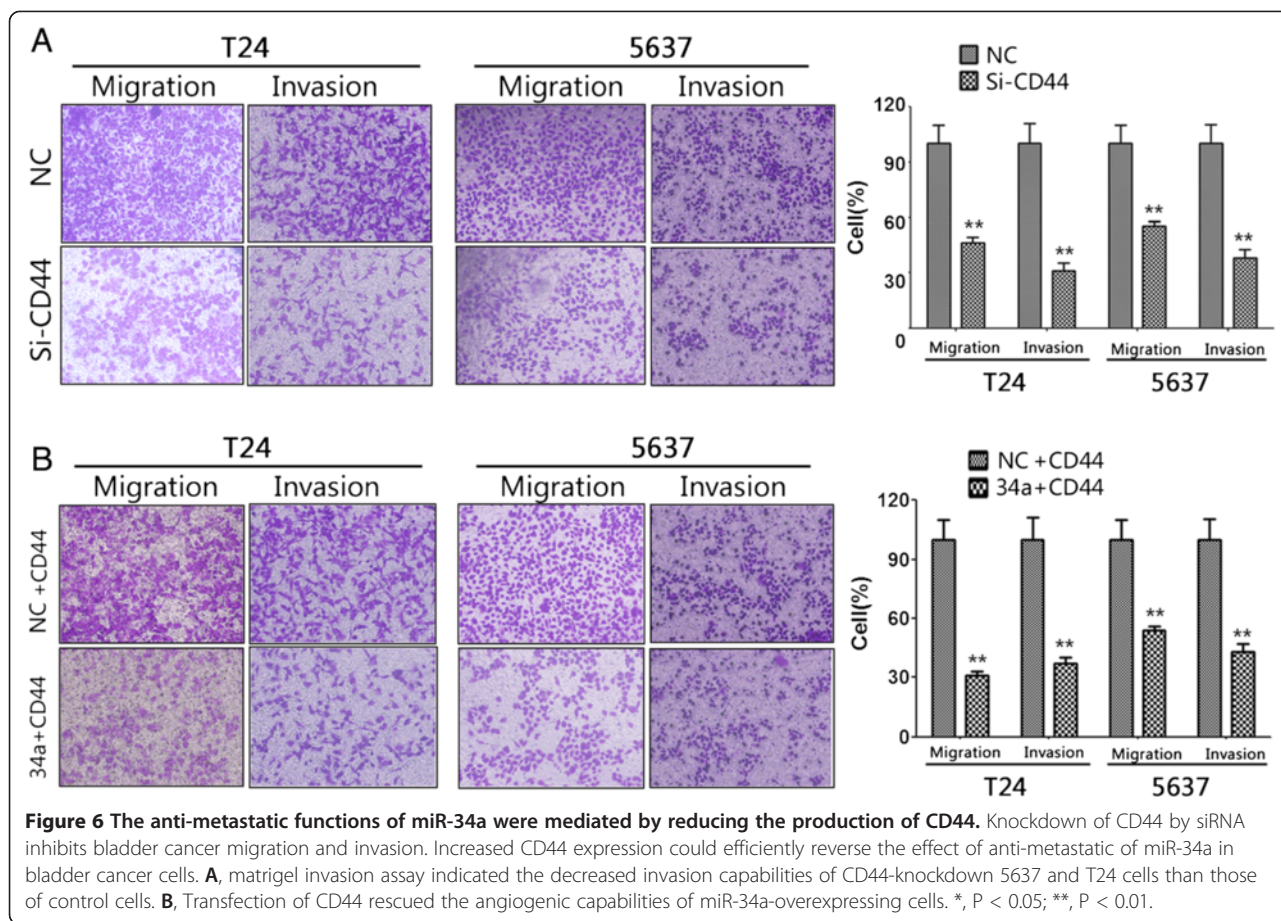 A
T24
5637
Migration
Invasion
Migration
Invasion
NC
Si-CD44
NC
Si-CD44
120
90
60
30
0
Cell(%)
**
**
**
**
Migration
Invasion
Migration
Invasion
T24
5637
B
T24
5637
Migration
Invasion
Migration
Invasion
NC +CD44
34a+CD44
NC +CD44
34a+CD44
120
90
60
30
0
Cell(%)
**
**
**
**
Migration
Invasion
Migration
Invasion
T24
5637
Figure 6 The anti-metastatic functions of miR-34a were mediated by reducing the production of CD44. Knockdown of CD44 by siRNA
inhibits bladder cancer migration and invasion. Increased CD44 expression could efficiently reverse the effect of anti-metastatic of miR-34a in
bladder cancer cells. A, matrigel invasion assay indicated the decreased invasion capabilities of CD44-knockdown 5637 and T24 cells than those
of control cells. B, Transfection of CD44 rescued the angiogenic capabilities of miR-34a-overexpressing cells. *, P < 0.05; **, P < 0.01.